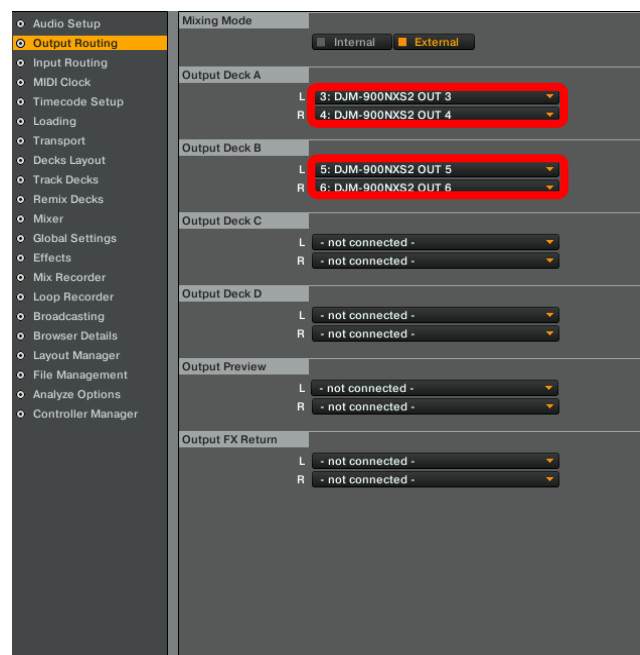 Audio Setup
Output Routing
Input Routing
MIDI Clock
Timecode Setup
Loading
Transport
Decks Layout
Track Decks
Remix Decks
Mixer
Global Settings
Effects
Mix Recorder
Loop Recorder
Broadcasting
Browser Details
Layout Manager
File Management
Analyze Options
Controller Manager
Mixing Mode
Internal External
Output Deck A
L 3: DJM-900NXS2 OUT 3
R 4: DJM-900NXS2 OUT 4
Output Deck B
L 5: DJM-900NXS2 OUT 5
R 6: DJM-900NXS2 OUT 6
Output Deck C
L - not connected -
R - not connected -
Output Deck D
L - not connected -
R - not connected -
Output Preview
L - not connected -
R - not connected -
Output FX Return
L - not connected -
R - not connected -